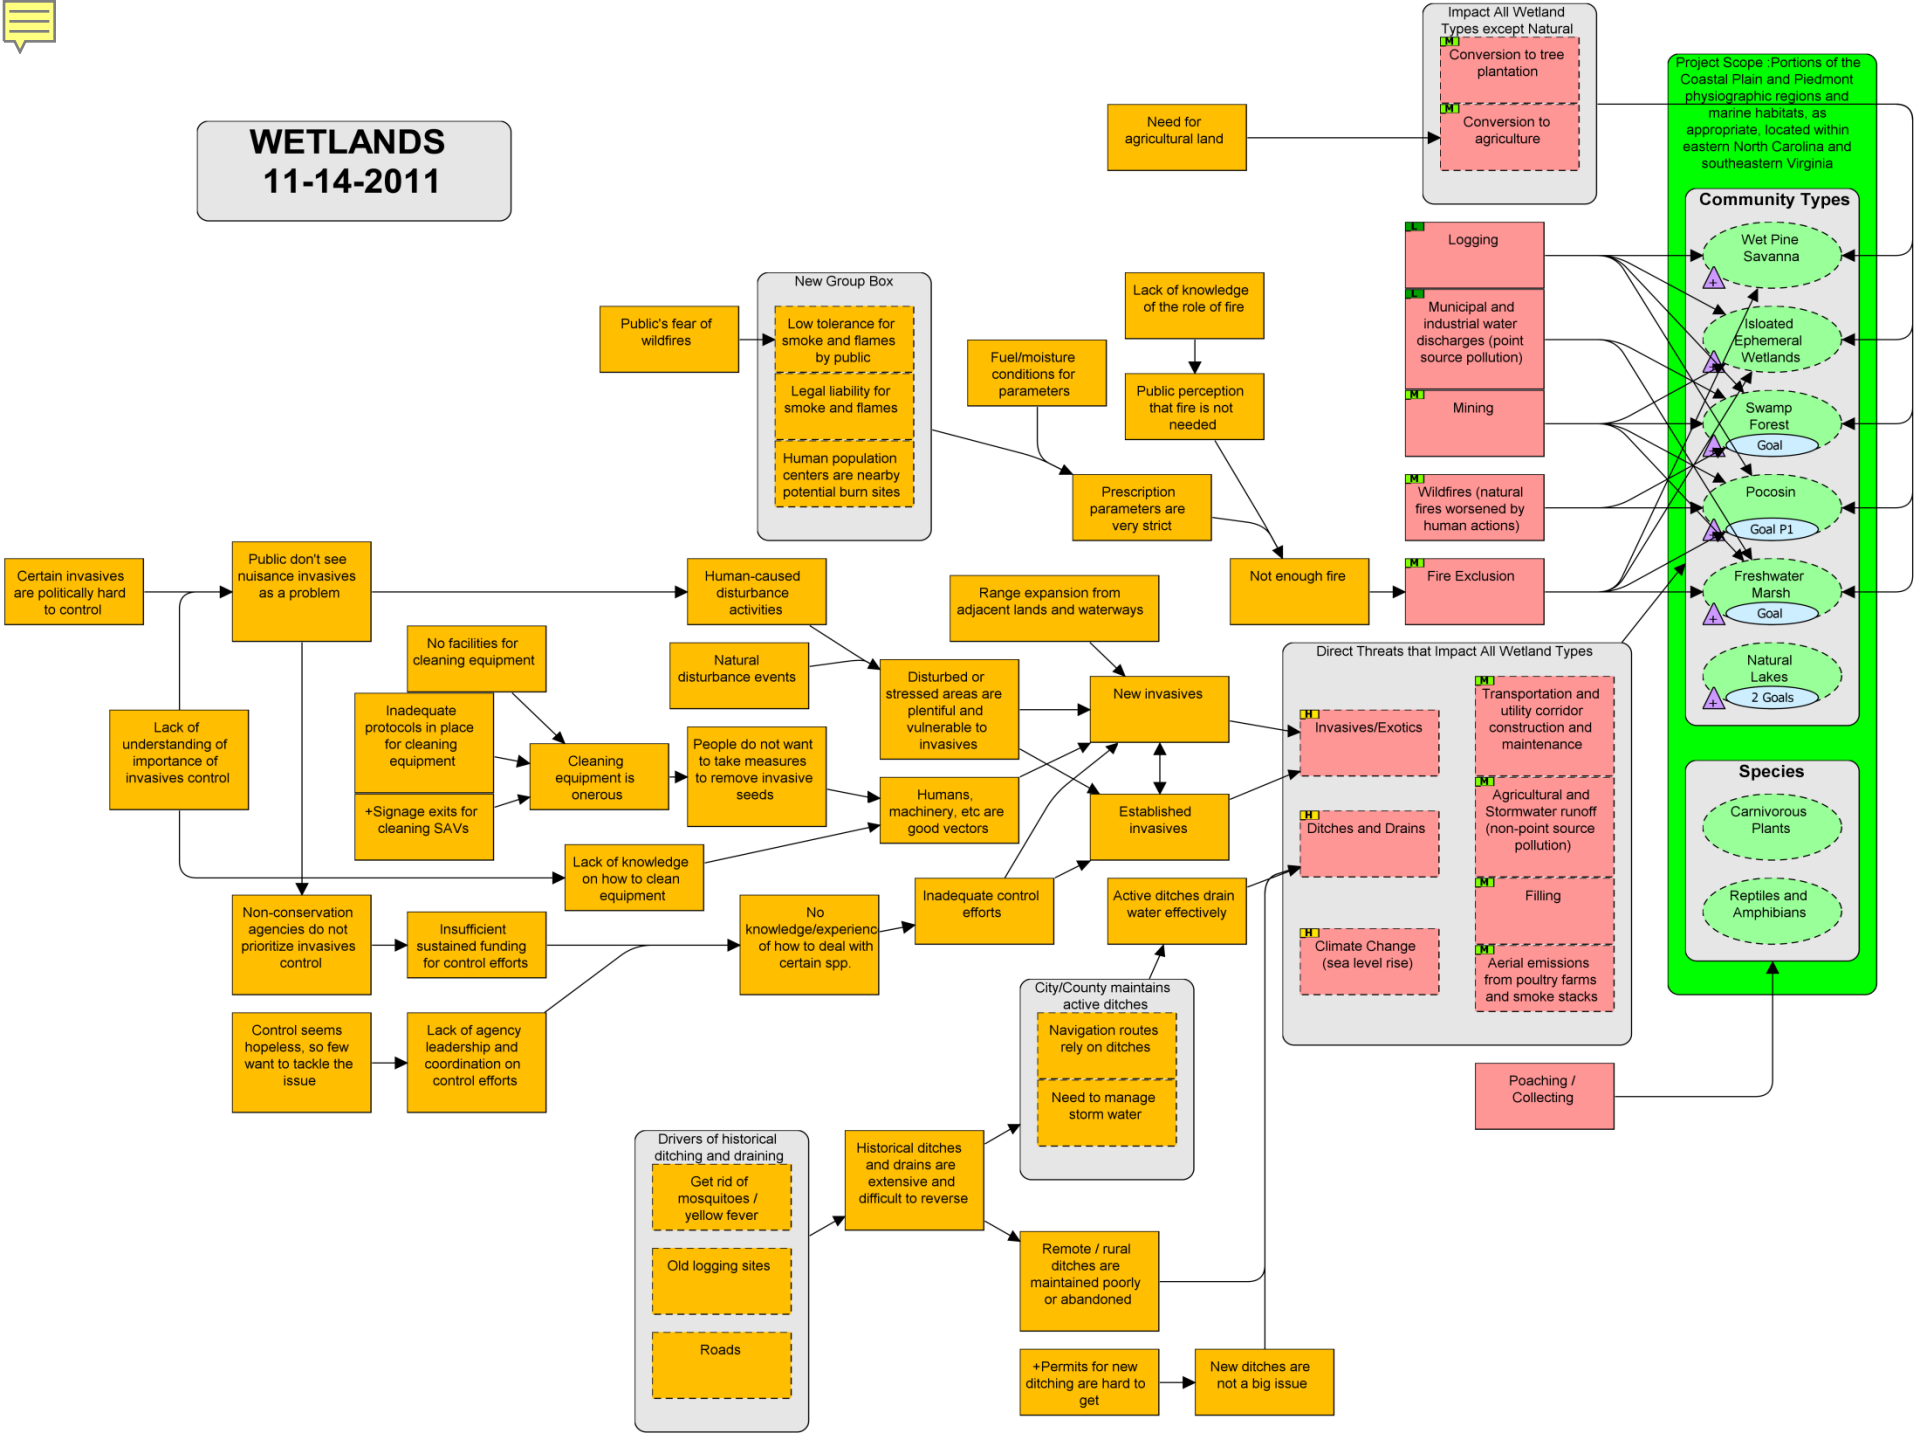 WETLANDS
11-14-2011
Impact All Wetland
Types except Natural
M
Conversion to tree
plantation
M
Conversion to
agriculture
Need for
agricultural land
Project Scope :Portions of the
Coastal Plain and Piedmont
physiographic regions and
marine habitats, as
appropriate, located within
eastern North Carolina and
southeastern Virginia
Community Types
Wet Pine
Savanna
+
Isloated
Ephemeral
Wetlands
+
Swamp
Forest
Goal
+
Pocosin
Goal P1
+
Freshwater
Marsh
Goal
+
Natural
Lakes
2 Goals
+
Species
Carnivorous
Plants
Reptiles and
Amphibians
L
Logging
L
Municipal and
industrial water
discharges (point
source pollution)
M
Mining
M
Wildfires (natural
fires worsened by
human actions)
M
Fire Exclusion
New Group Box
Low tolerance for
smoke and flames
by public
Legal liability for
smoke and flames
Human population
centers are nearby
potential burn sites
Public's fear of
wildfires
Lack of knowledge
of the role of fire
Fuel/moisture
conditions for
parameters
Public perception
that fire is not
needed
Prescription
parameters are
very strict
Not enough fire
Certain invasives
are politically hard
to control
Public don't see
nuisance invasives
as a problem
Human-caused
disturbance
activities
Range expansion from
adjacent lands and waterways
No facilities for
cleaning equipment
Natural
disturbance events
Disturbed or
stressed areas are
plentiful and
vulnerable to
invasives
New invasives
Lack of
understanding of
importance of
invasives control
Inadequate
protocols in place
for cleaning
equipment
+Signage exits for
cleaning SAVs
Cleaning
equipment is
onerous
People do not want
to take measures
to remove invasive
seeds
Humans,
machinery, etc are
good vectors
Established
invasives
Lack of knowledge
on how to clean
equipment
Inadequate control
efforts
Active ditches drain
water effectively
Non-conservation
agencies do not
prioritize invasives
control
Insufficient
sustained funding
for control efforts
No
knowledge/experienc
of how to deal with
certain spp.
Control seems
hopeless, so few
want to tackle the
issue
Lack of agency
leadership and
coordination on
control efforts
Direct Threats that Impact All Wetland Types
H
Invasives/Exotics
H
Ditches and Drains
H
Climate Change
(sea level rise)
M
Transportation and
utility corridor
construction and
maintenance
M
Agricultural and
Stormwater runoff
(non-point source
pollution)
M
Filling
M
Aerial emissions
from poultry farms
and smoke stacks
Poaching /
Collecting
City/County maintains
active ditches
Navigation routes
rely on ditches
Need to manage
storm water
Drivers of historical
ditching and draining
Get rid of
mosquitoes /
yellow fever
Old logging sites
Roads
Historical ditches
and drains are
extensive and
difficult to reverse
Remote / rural
ditches are
maintained poorly
or abandoned
+Permits for new
ditching are hard to
get
New ditches are
not a big issue